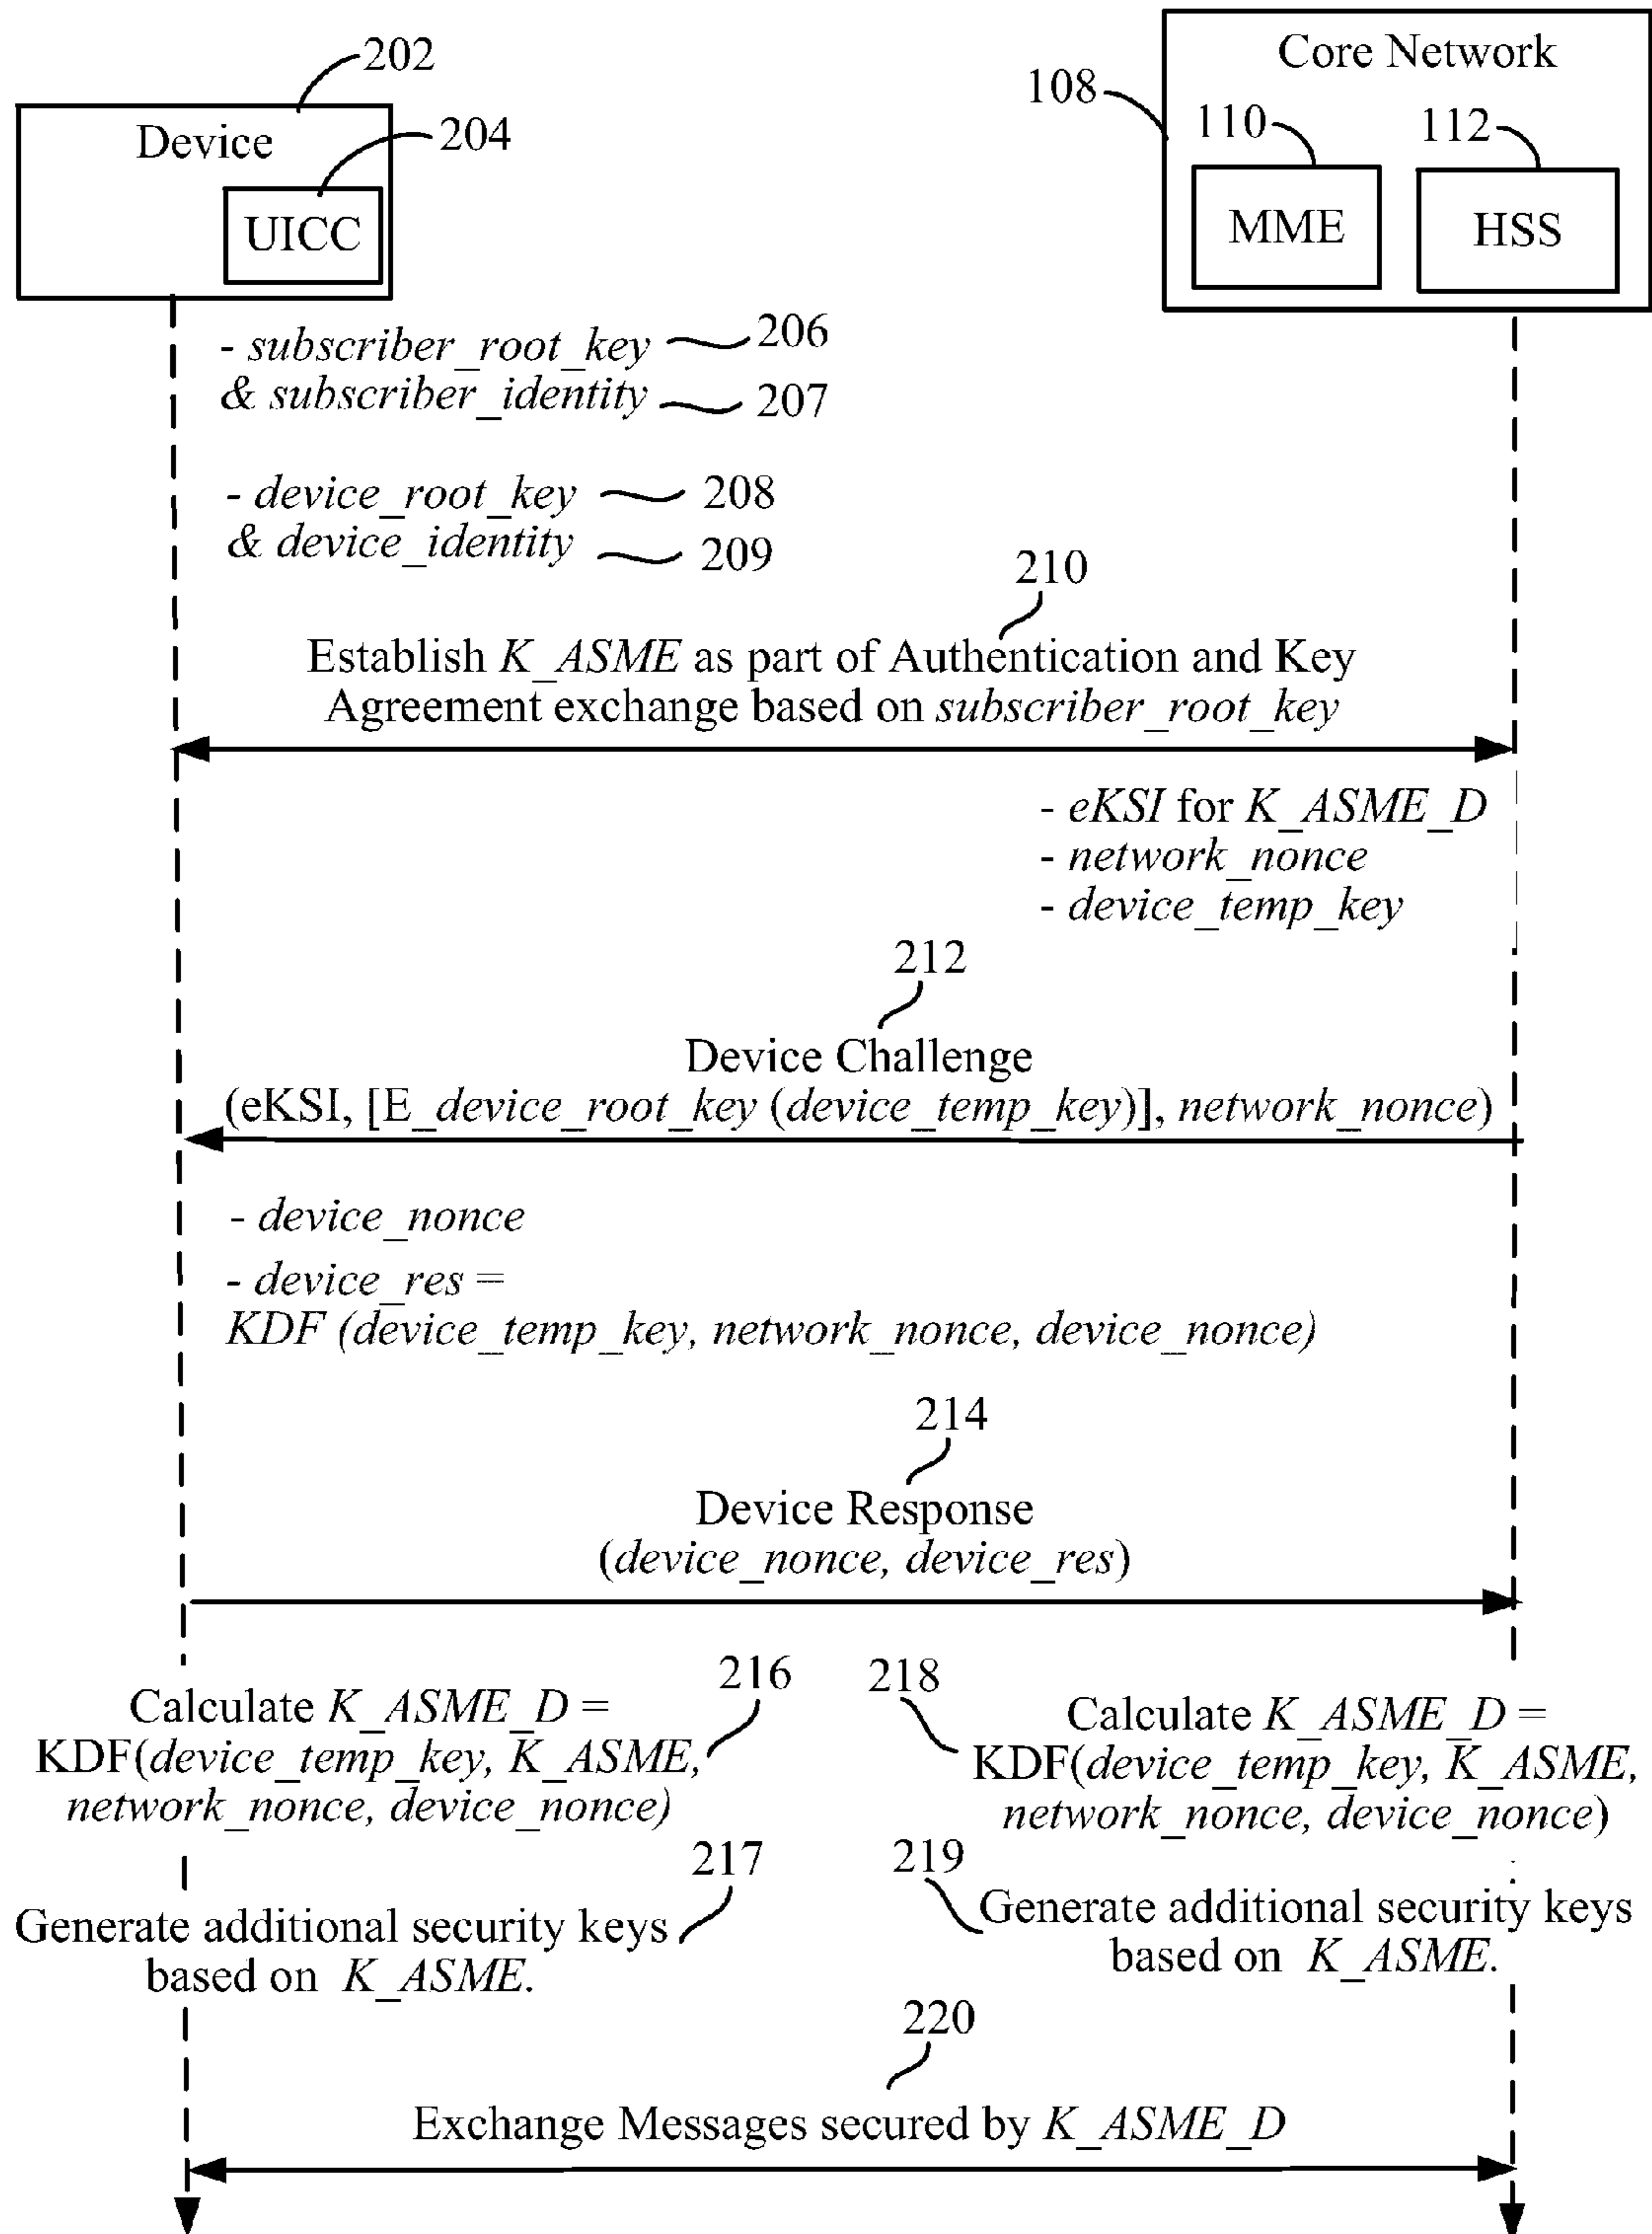 202
Device
204
UICC
Core Network
108
110
112
MME
HSS
- subscriber_root_key
206
& subscriber_identity
207
- device_root_key
208
& device_identity
209
210
Establish K_ASME as part of Authentication and Key
Agreement exchange based on subscriber_root_key
- eKSI for K_ASME_D
- network_nonce
- device_temp_key
212
Device Challenge
(eKSI, [E_device_root_key (device_temp_key)], network_nonce)
- device_nonce
- device_res =
KDF (device_temp_key, network_nonce, device_nonce)
214
Device Response
(device_nonce, device_res)
216
Calculate K_ASME_D =
KDF(device_temp_key, K_ASME,
network_nonce, device_nonce)
218
Calculate K_ASME_D =
KDF(device_temp_key, K_ASME,
network_nonce, device_nonce)
217
Generate additional security keys
based on K_ASME.
219
Generate additional security keys
based on K_ASME.
220
Exchange Messages secured by K_ASME_D